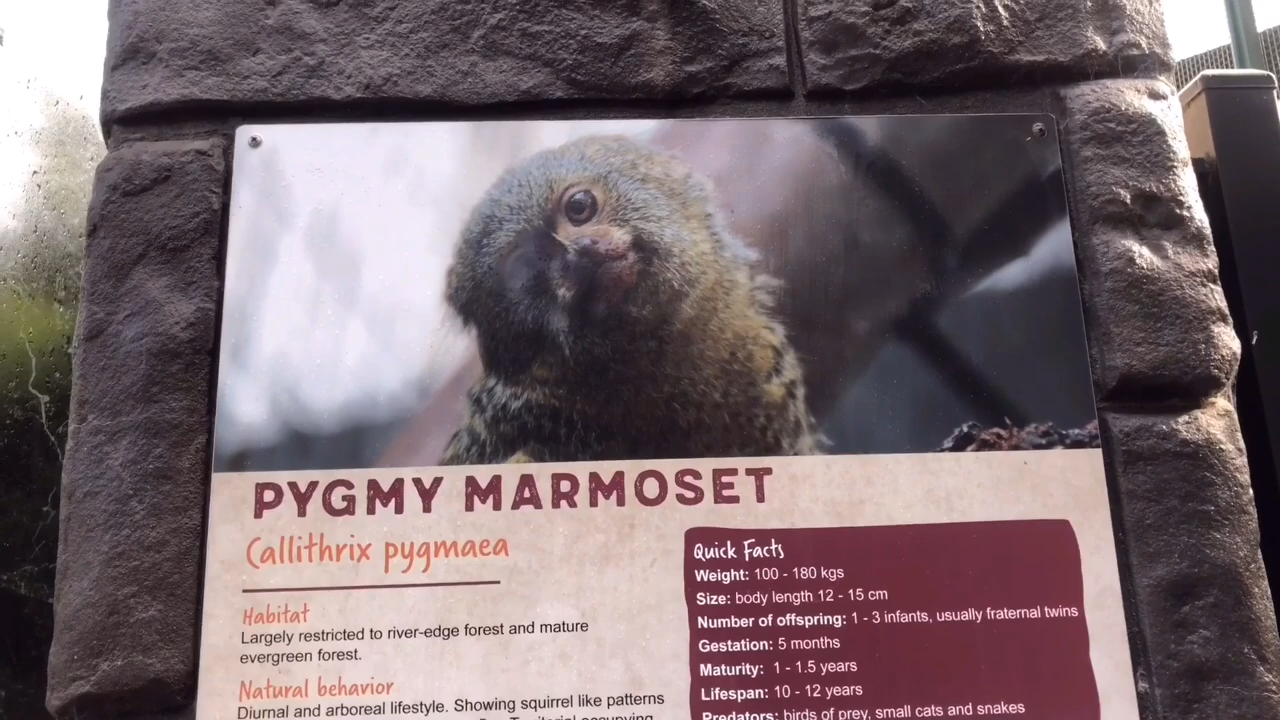 PYGMY MARMOSET
Callithrix pygmaea
Habitat
Largely restricted to river-edge forest and mature
evergreen forest.
Natural behavior
Diurnal and arboreal lifestyle. Showing squirrel like patterns
Territorial occupying
Quick Facts
Weight: 100 - 180 kgs
Size: body length 12 - 15 cm
Number of offspring: 1 - 3 infants, usually fraternal twins
Gestation: 5 months
Maturity: 1 - 1.5 years
Lifespan: 10 - 12 years
Predators: birds of prey, small cats and snakes